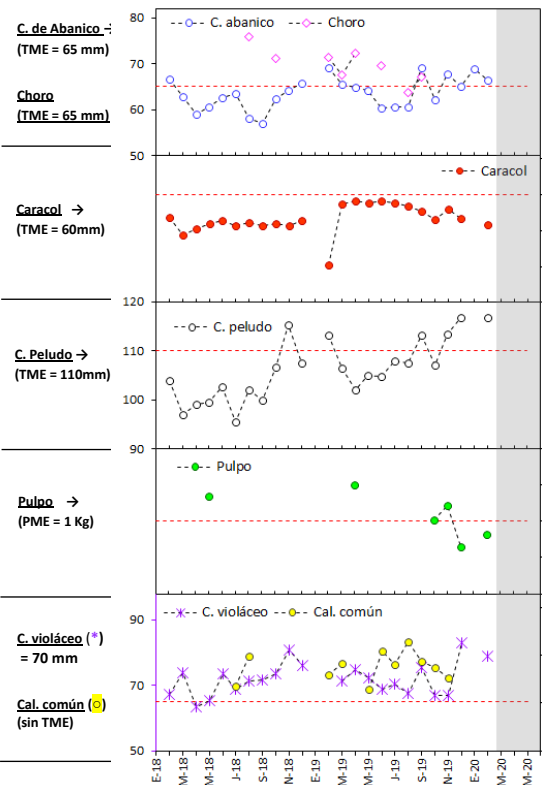 C. de Abanico →
(TME = 65 mm)
Choro
(TME = 65 mm)
80
70
60
50
C. abanico
Choro
Caracol →
(TME = 60mm)
Caracol
C. Peludo →
(TME = 110mm)
120
110
100
90
C. peludo
Pulpo →
(PME = 1 Kg)
Pulpo
C. violáceo (*)
= 70 mm
Cal. común (○)
(sin TME)
90
70
50
C. violáceo
Cal. común
E-18
M-18
M-18
J-18
S-18
N-18
E-19
M-19
M-19
J-19
S-19
N-19
E-20
M-20
M-20